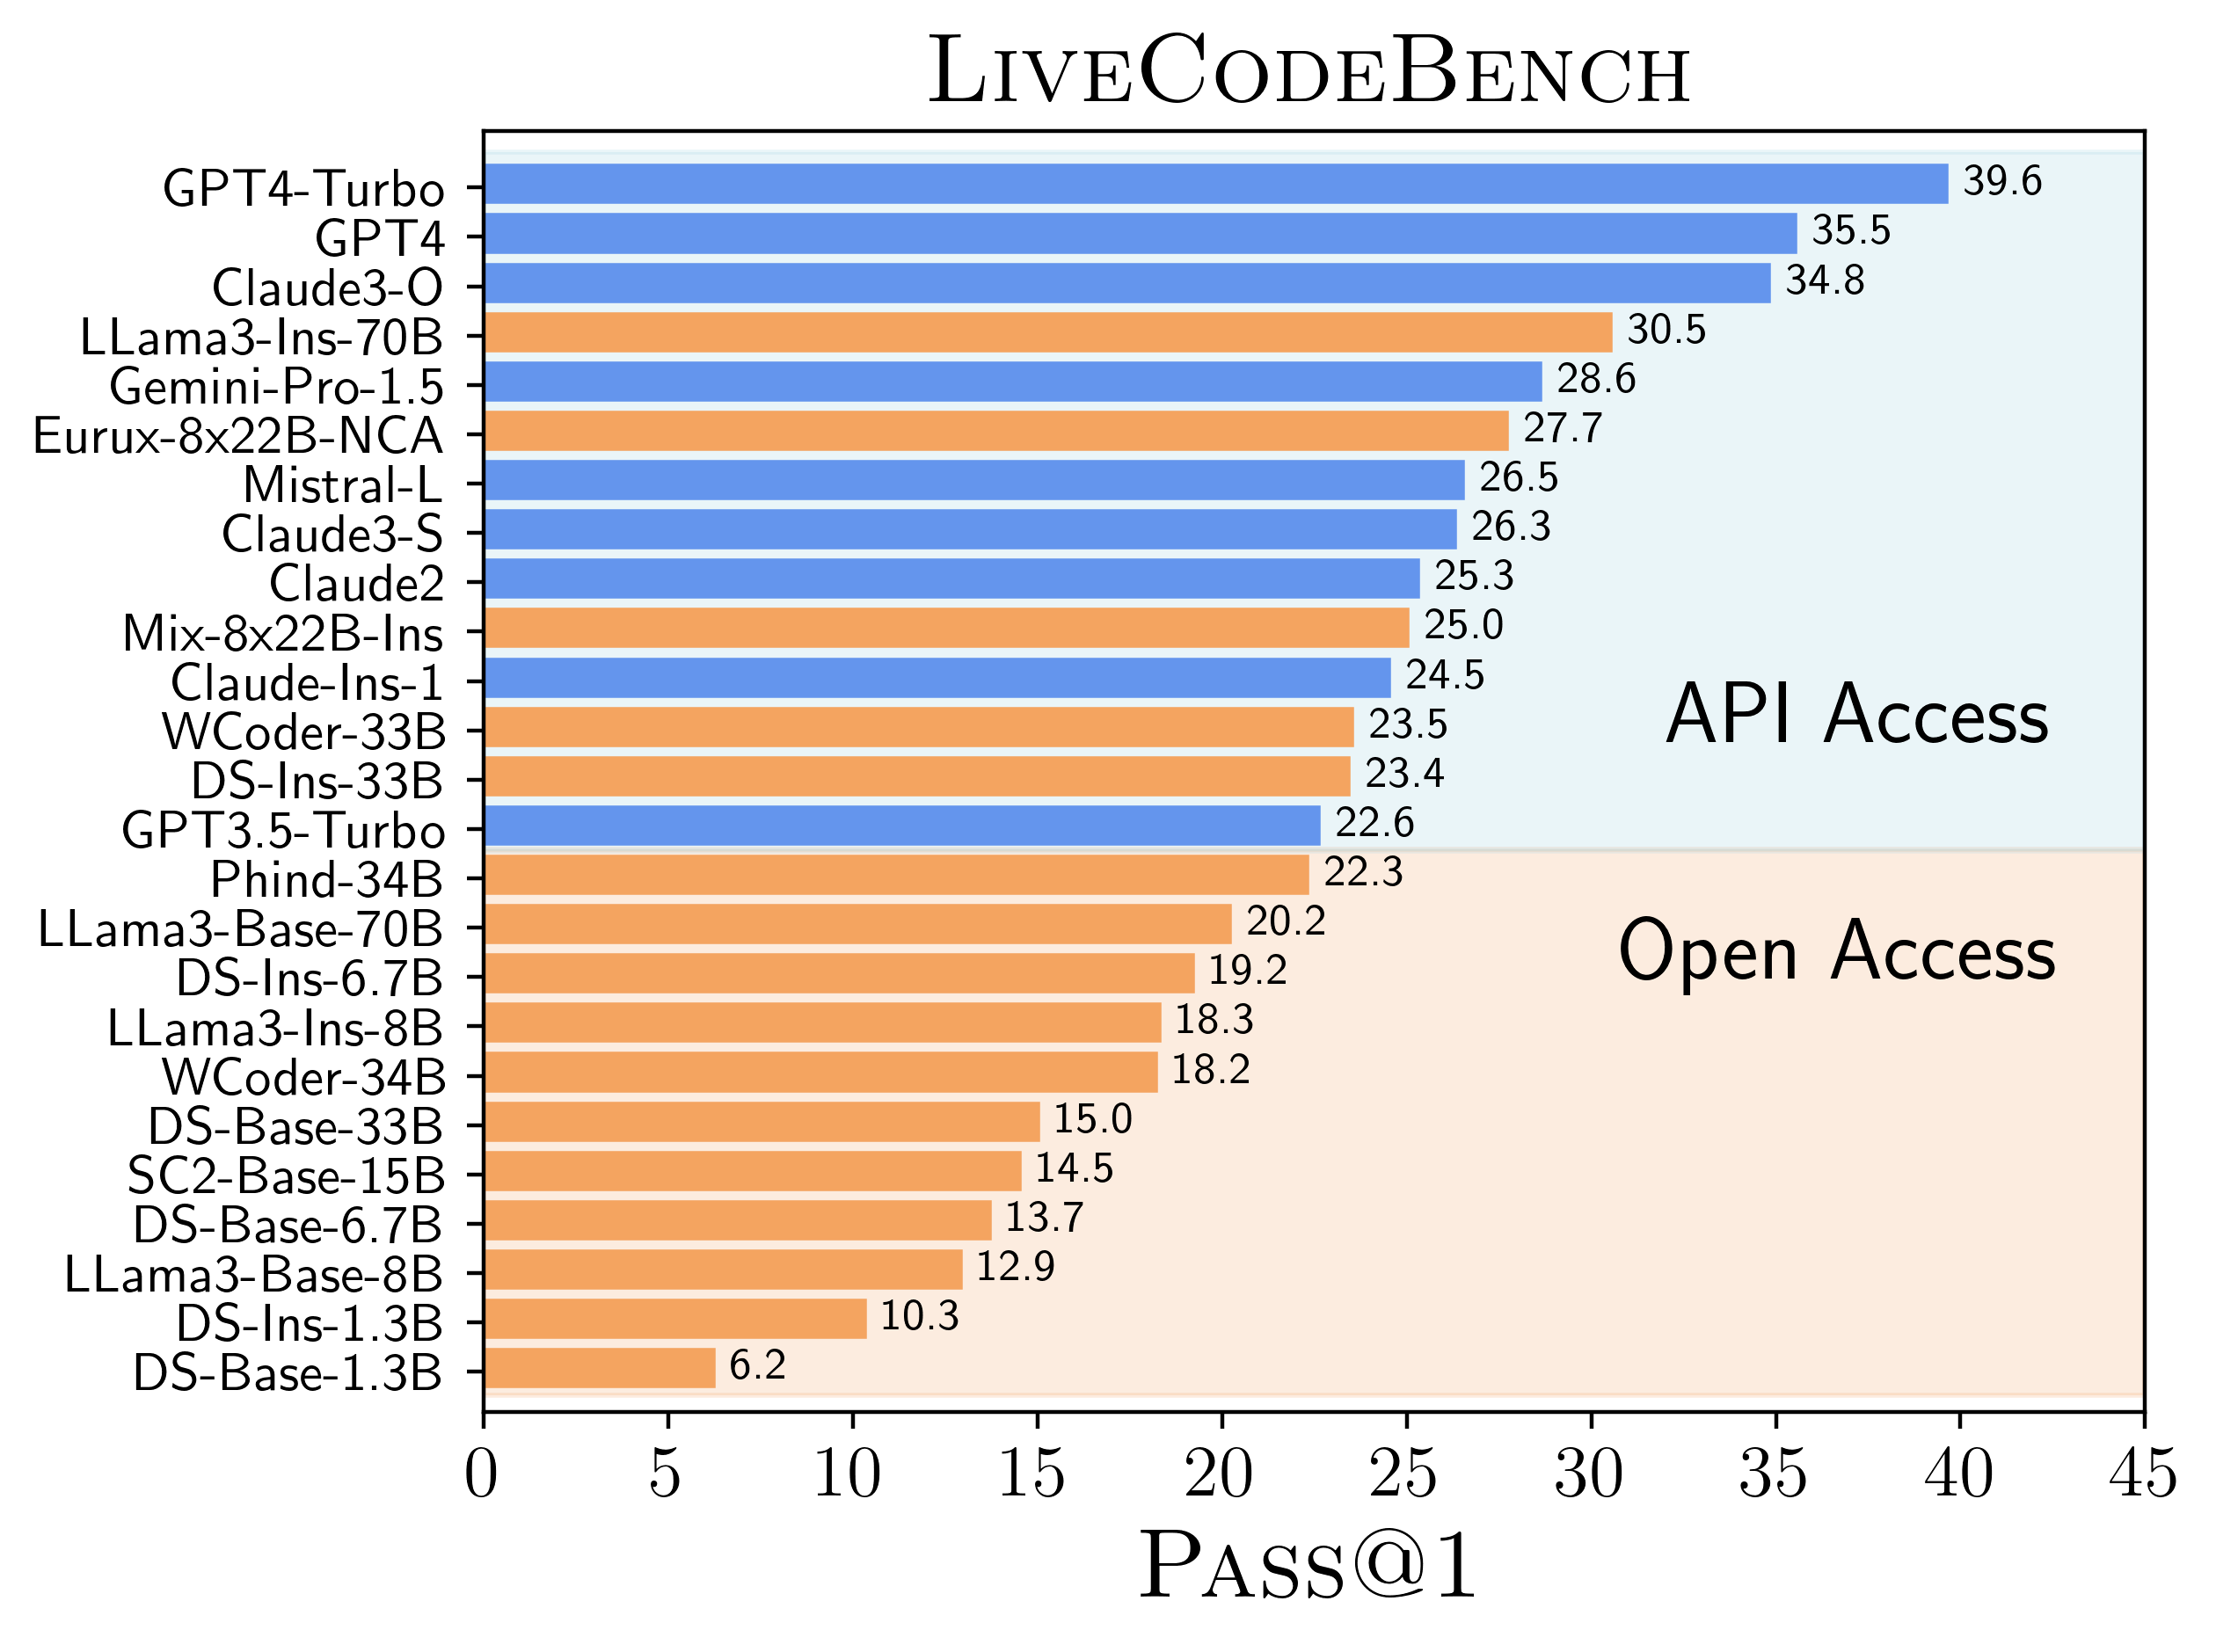 LiveCodeBench
GPT4-Turbo 39.6
GPT4 35.5
Claude3-O 34.8
LLama3-Ins-70B 30.5
Gemini-Pro-1.5 28.6
Eurux-8x22B-NCA 27.7
Mistral-L 26.5
Claude3-S 26.3
Claude2 25.3
Mix-8x22B-Ins 25.0
Claude-Ins-1 24.5
API Access
WCoder-33B 23.5
DS-Ins-33B 23.4
GPT3.5-Turbo 22.6
Phind-34B 22.3
LLama3-Base-70B 20.2
Open Access
DS-Ins-6.7B 19.2
LLama3-Ins-8B 18.3
WCoder-34B 18.2
DS-Base-33B 15.0
SC2-Base-15B 14.5
DS-Base-6.7B 13.7
LLama3-Base-8B 12.9
DS-Ins-1.3B 10.3
DS-Base-1.3B 6.2
0 5 10 15 20 25 30 35 40 45
Pass@1